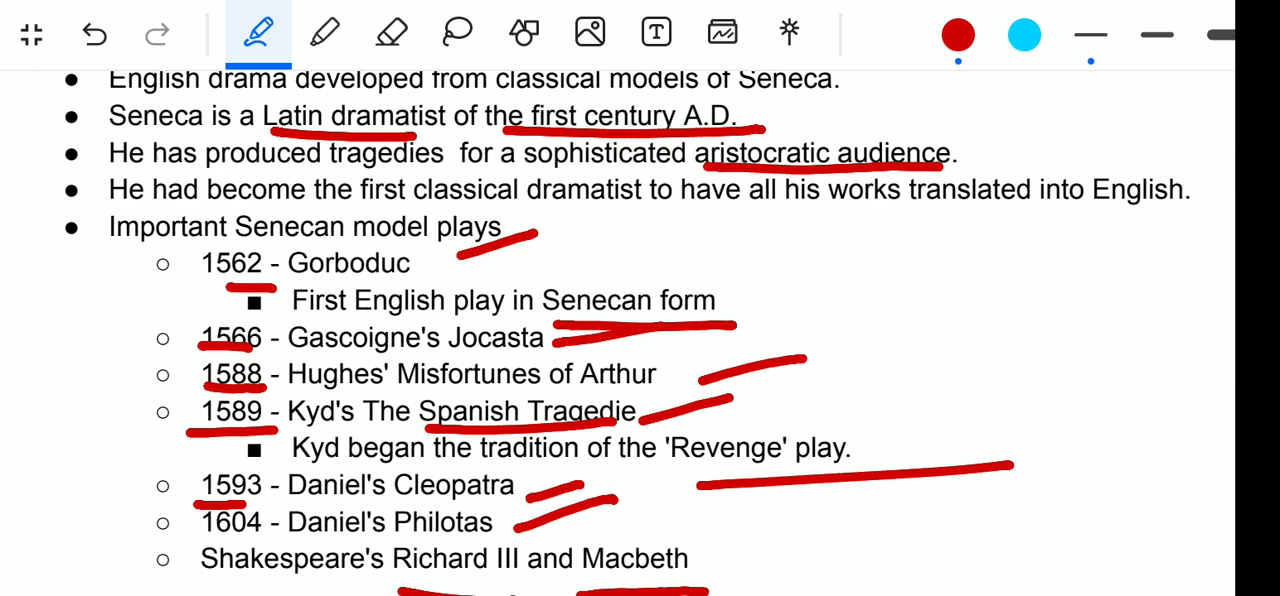 ● English drama developed from classical models of Seneca.
● Seneca is a Latin dramatist of the first century A.D.
● He has produced tragedies for a sophisticated aristocratic audience.
● He had become the first classical dramatist to have all his works translated into English.
● Important Senecan model plays
○ 1562 - Gorboduc
■ First English play in Senecan form
○ 1566 - Gascoigne's Jocasta
○ 1588 - Hughes' Misfortunes of Arthur
○ 1589 - Kyd's The Spanish Tragedie
■ Kyd began the tradition of the 'Revenge' play.
○ 1593 - Daniel's Cleopatra
○ 1604 - Daniel's Philotas
○ Shakespeare's Richard III and Macbeth